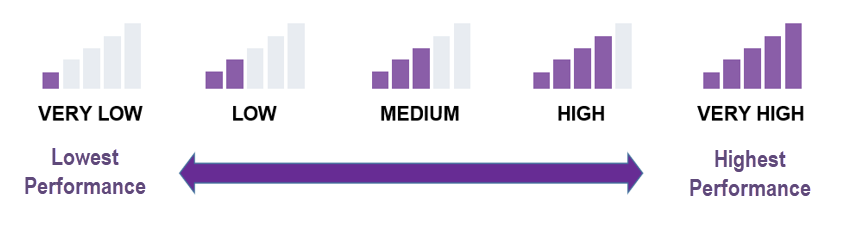 VERY LOW
LOW
MEDIUM
HIGH
VERY HIGH
Lowest
Performance
Highest
Performance